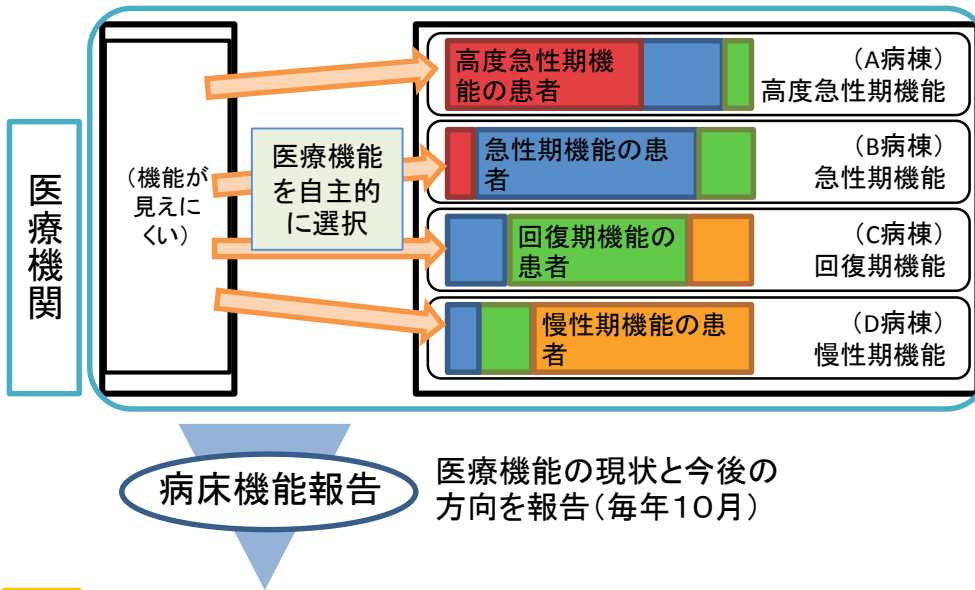 医療機関
(機能が
見えに
くい)
医療機能
を自主的
に選択
高度急性期機
能の患者
(A病棟)
高度急性期機能
急性期機能の患
者
(B病棟)
急性期機能
回復期機能の
患者
(C病棟)
回復期機能
慢性期機能の患
者
(D病棟)
慢性期機能
病床機能報告
医療機能の現状と今後の
方向を報告(毎年10月)